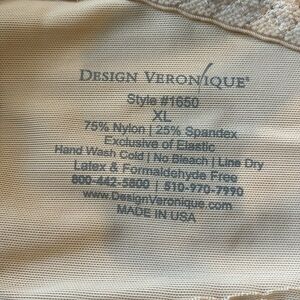 DESIGN VERONIQUE®
Style #1650
XL
75% Nylon | 25% Spandex
Exclusive of Elastic
Hand Wash Cold | No Bleach | Line Dry
Latex & Formaldehyde Free
800-442-5800 | 510-970-7990
www.DesignVeronique.com
MADE IN USA